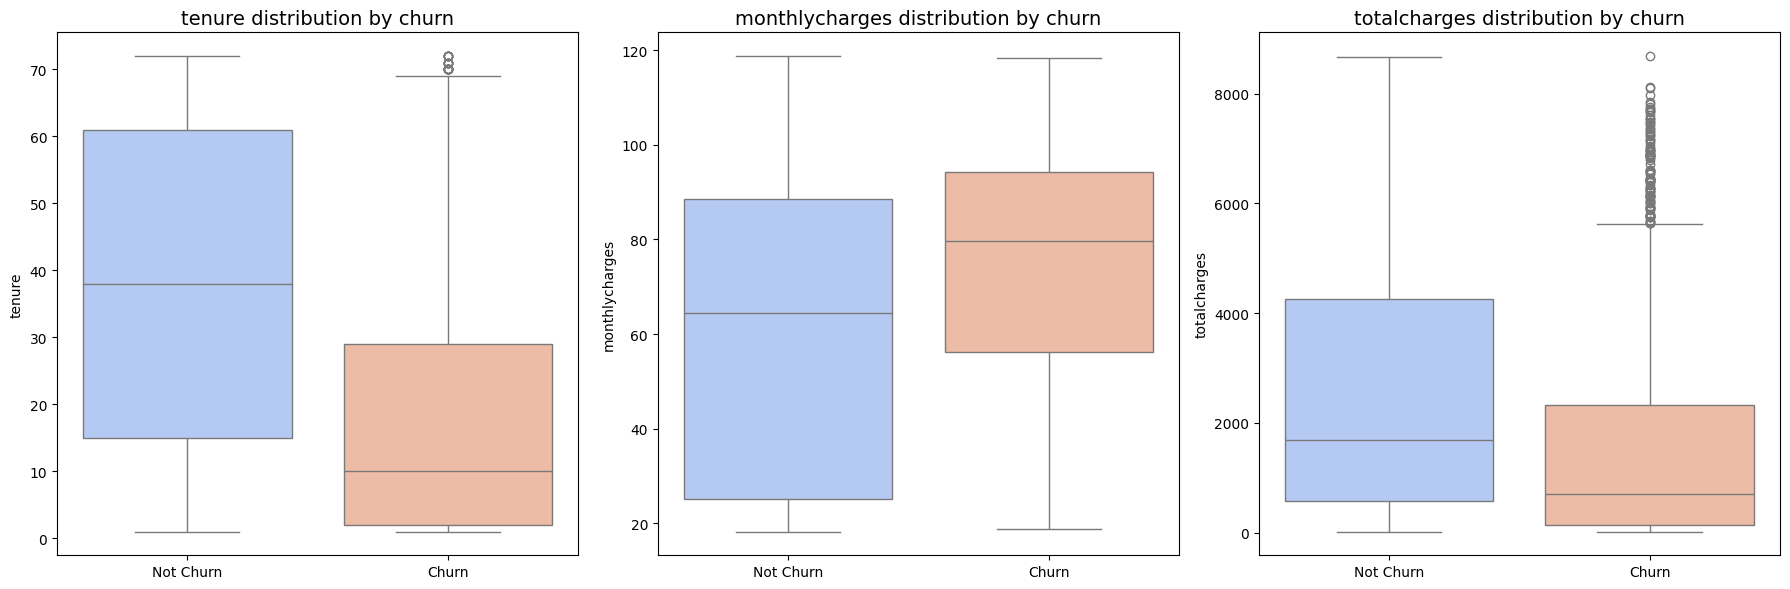 tenure distribution by churn
tenure
70
60
50
40
30
20
10
0
Not Churn
Churn
monthlycharges distribution by churn
monthlycharges
120
100
80
60
40
20
Not Churn
Churn
totalcharges distribution by churn
totalcharges
8000
6000
4000
2000
0
Not Churn
Churn